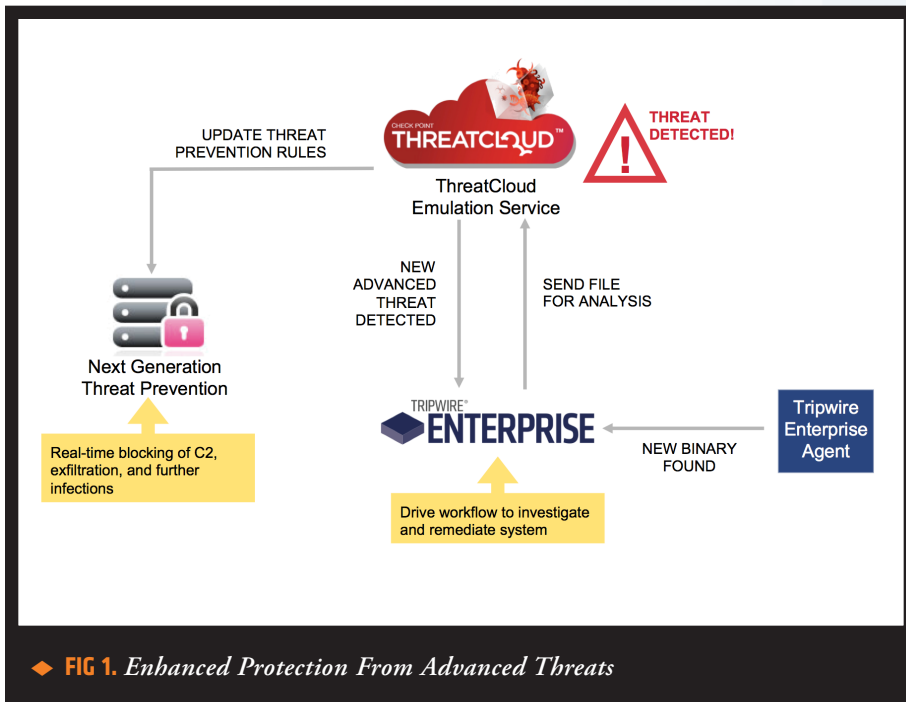 CHECK POINT
THREATCLOUD™
THREAT
DETECTED!
UPDATE THREAT
PREVENTION RULES
ThreatCloud
Emulation Service
NEW
ADVANCED
THREAT
DETECTED
SEND FILE
FOR ANALYSIS
Next Generation
Threat Prevention
Real-time blocking of C2,
exfiltration, and further
infections
TRIPWIRE®
ENTERPRISE
NEW BINARY
FOUND
Tripwire
Enterprise
Agent
Drive workflow to investigate
and remediate system
◆ FIG 1. Enhanced Protection From Advanced Threats